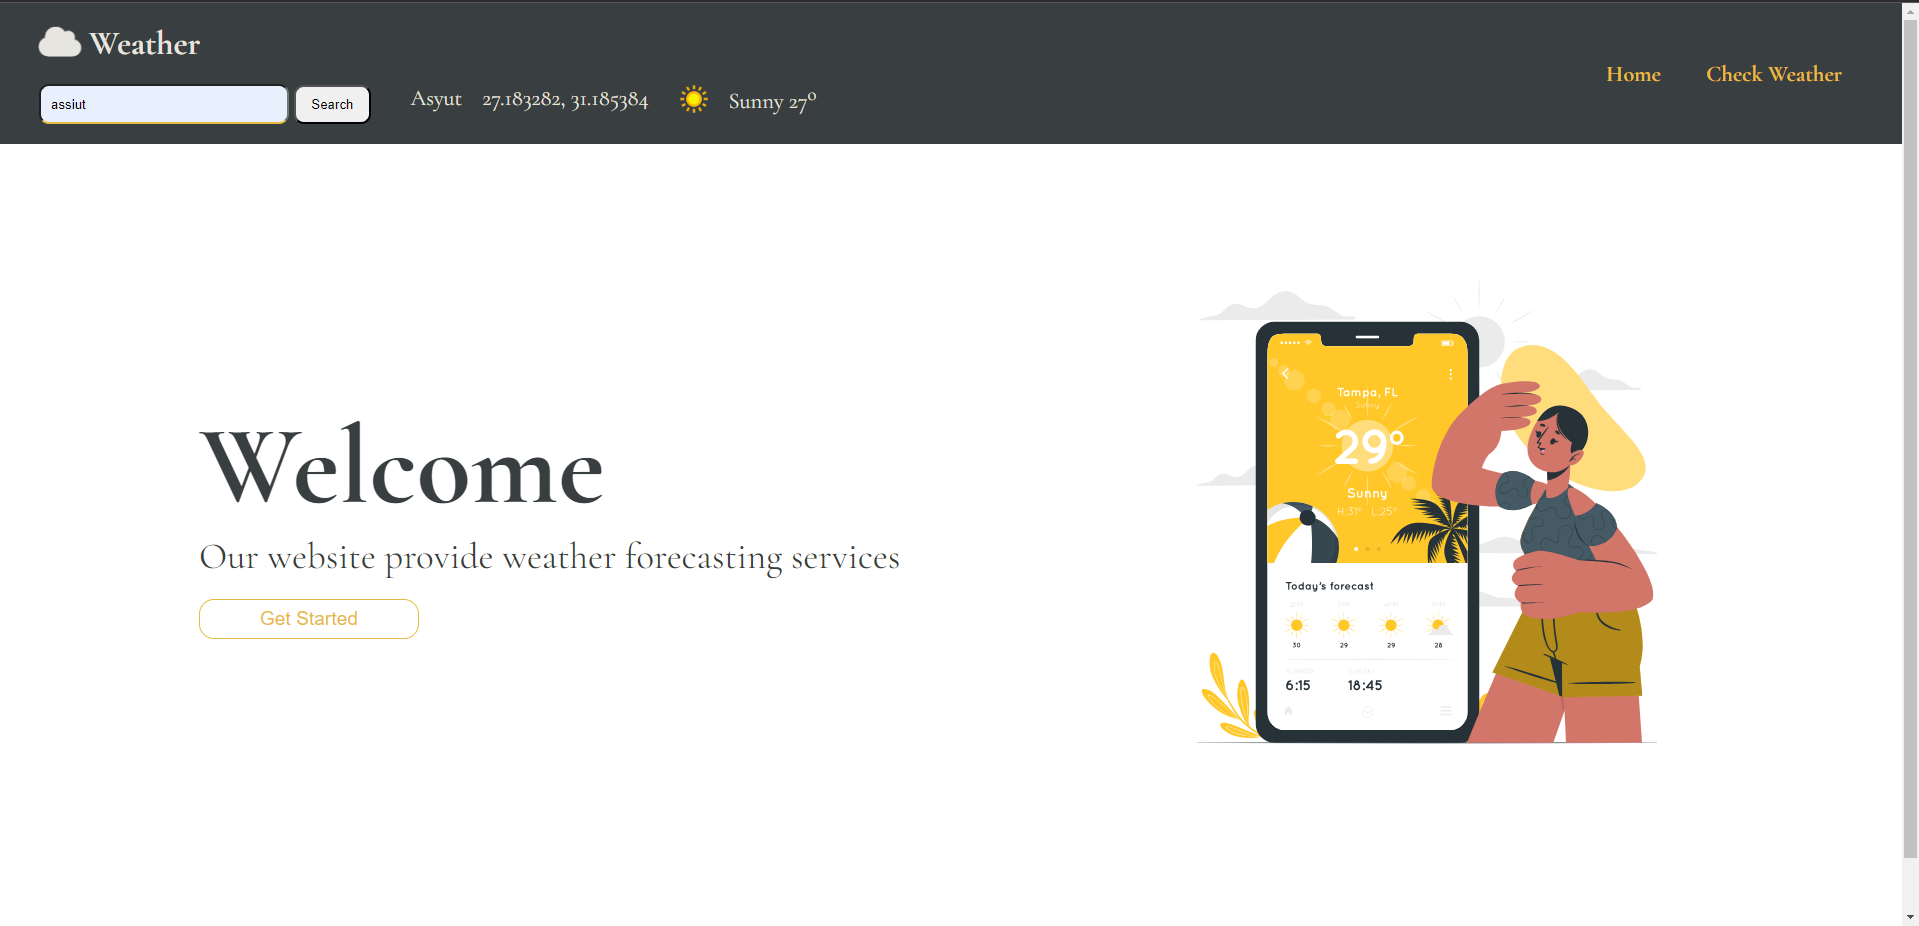 Weather
assiut
Search
Asyut 27.183282, 31.185384 Sunny 27°
Home Check Weather
Welcome
Our website provide weather forecasting services
Get Started
Tampa, FL
Sunny
29°
Sunny
H:31° L:25°
Today's forecast
30 29 29 28
6:15 18:45